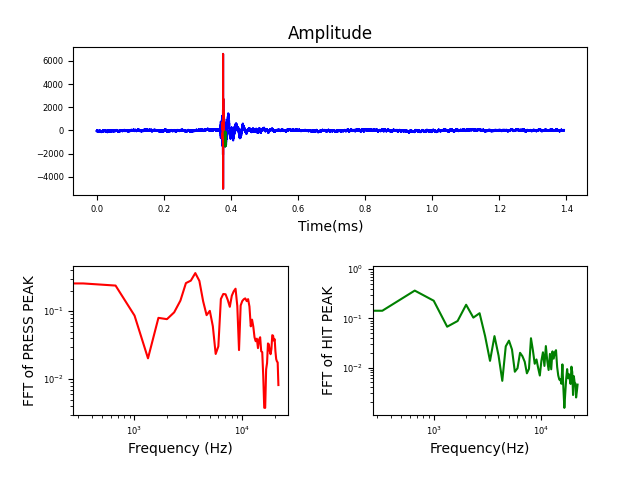 Amplitude
6000
4000
2000
0
−2000
−4000
0.0 0.2 0.4 0.6 0.8 1.0 1.2 1.4
Time(ms)
FFT of PRESS PEAK
10⁻¹
10⁻²
10³ 10⁴
Frequency (Hz)
FFT of HIT PEAK
10⁰
10⁻¹
10⁻²
10³ 10⁴
Frequency(Hz)